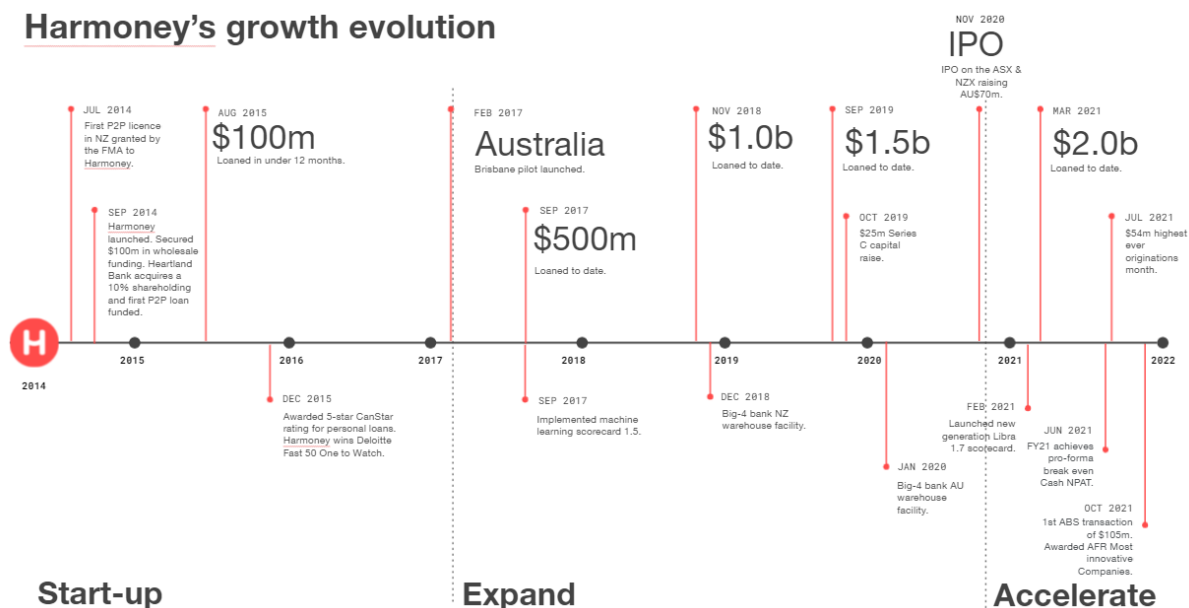 Harmoney's growth evolution
JUL 2014
First P2P licence
in NZ granted by
the FMA to
Harmoney.
SEP 2014
Harmoney
launched. Secured
$100m in wholesale
funding. Heartland
Bank acquires a
10% shareholding
and first P2P loan
funded.
AUG 2015
$100m
Loaned in under 12 months.
DEC 2015
Awarded 5-star CanStar
rating for personal loans.
Harmoney wins Deloitte
Fast 50 One to Watch.
FEB 2017
Australia
Brisbane pilot launched.
SEP 2017
$500m
Loaned to date.
SEP 2017
Implemented machine
learning scorecard 1.5.
NOV 2018
$1.0b
Loaned to date.
DEC 2018
Big-4 bank NZ
warehouse facility.
SEP 2019
$1.5b
Loaned to date.
OCT 2019
$25m Series
C capital
raise.
JAN 2020
Big-4 bank AU
warehouse
facility.
NOV 2020
IPO
IPO on the ASX &
NZX raising
AU$70m.
FEB 2021
Launched new
generation Libra
1.7 scorecard.
MAR 2021
$2.0b
Loaned to date.
JUN 2021
FY21 achieves
pro-forma
break even
Cash NPAT.
JUL 2021
$54m highest
ever
originations
month.
OCT 2021
1st ABS transaction
of $105m.
Awarded AFR Most
innovative
Companies.
H
2014
2015
2016
2017
2018
2019
2020
2021
2022
Start-up
Expand
Accelerate